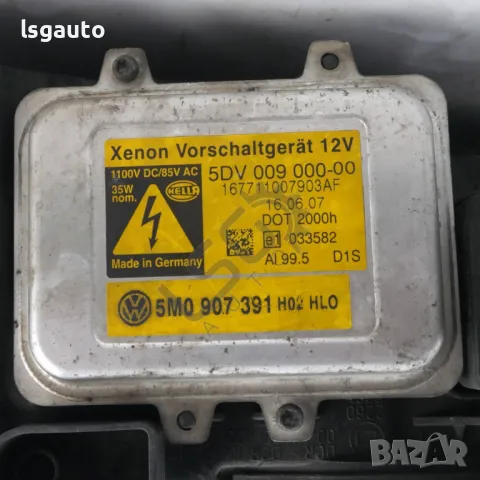 lsgauto
Xenon Vorschaltgerät 12V
1100V DC/85V AC
35W
nom.
HELLA
Made in Germany
5DV 009 000-00
167711007903AF
16.06.07
DOT 2000h
e1 033582
AI 99.5 D1S
VW
5M0 907 391 H02 HLO
BAZAR